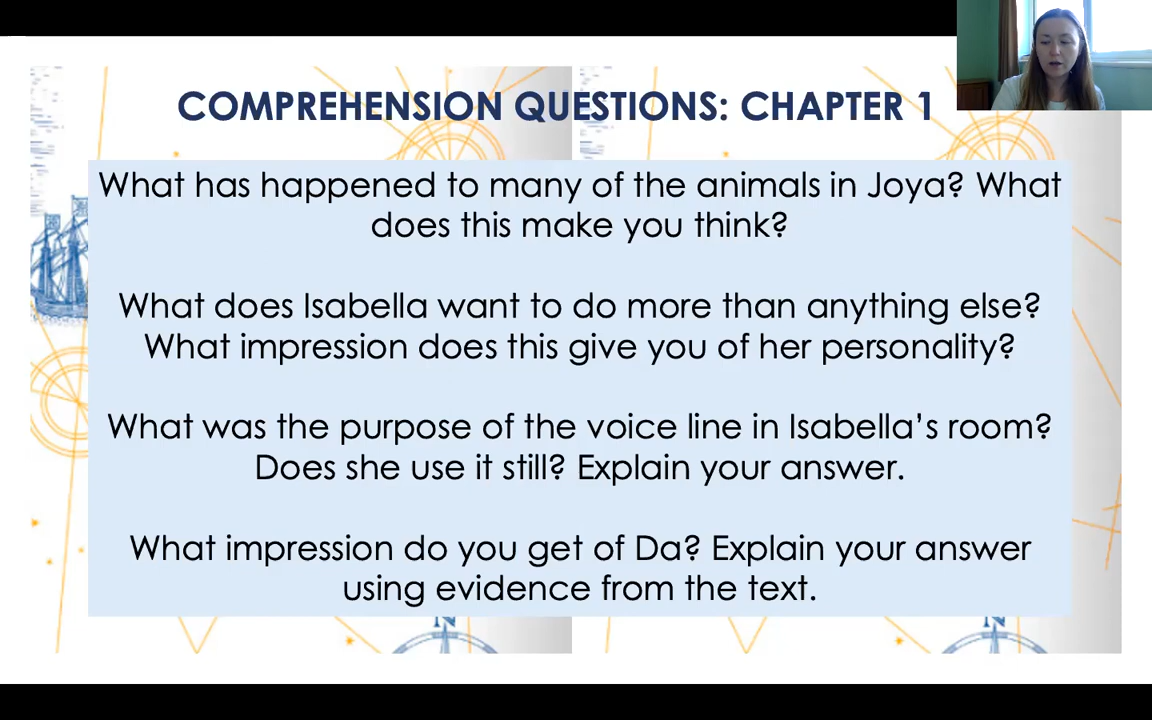 COMPREHENSION QUESTIONS: CHAPTER 1
What has happened to many of the animals in Joya? What
does this make you think?
What does Isabella want to do more than anything else?
What impression does this give you of her personality?
What was the purpose of the voice line in Isabella's room?
Does she use it still? Explain your answer.
What impression do you get of Da? Explain your answer
using evidence from the text.
N
N